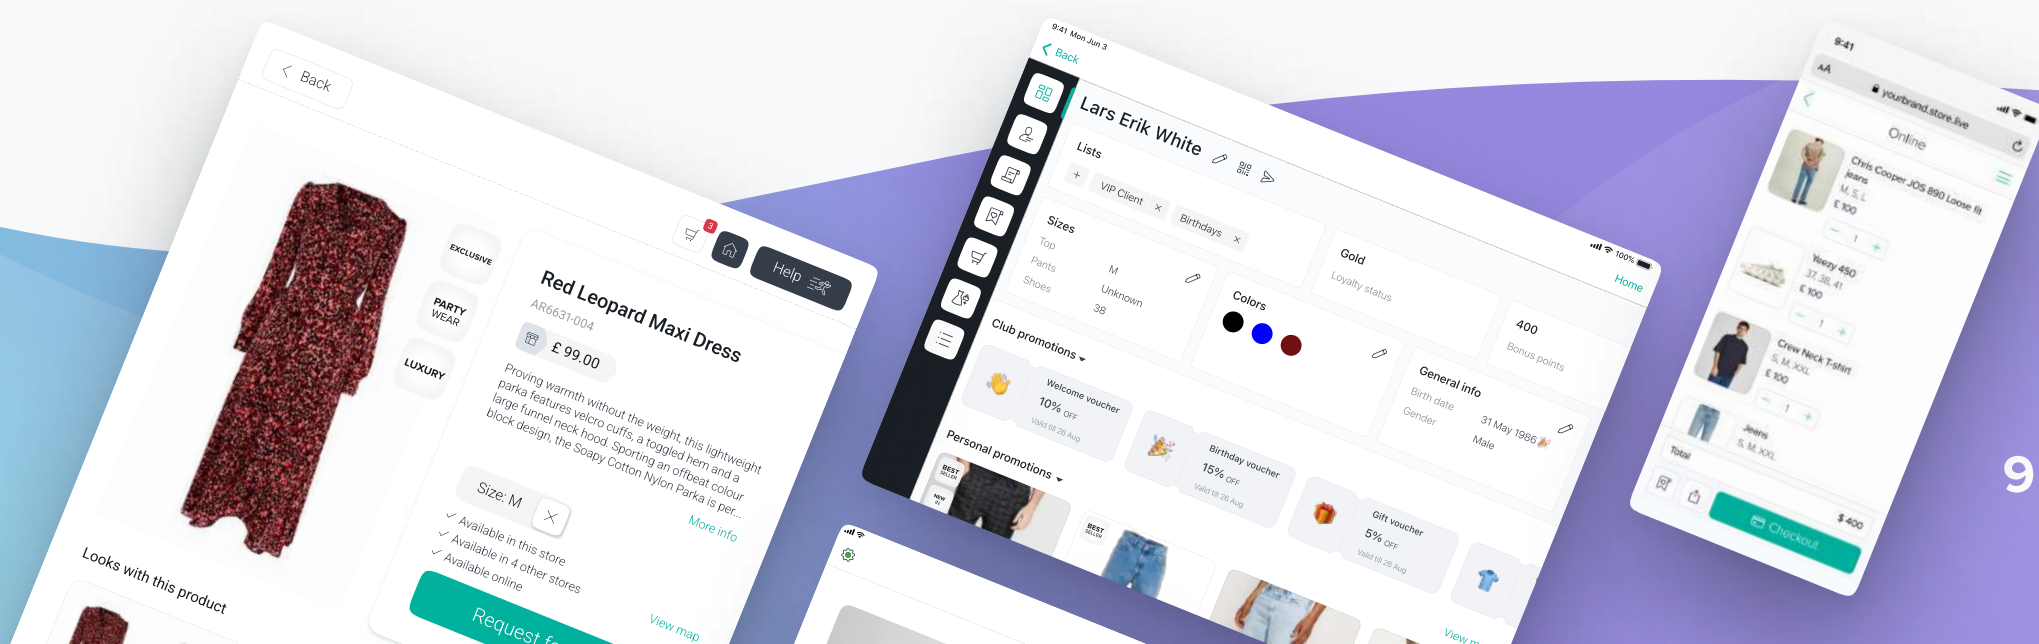 Back
3
Help
EXCLUSIVE
PARTY
WEAR
LUXURY
Red Leopard Maxi Dress
AR6631-004
£ 99.00
Proving warmth without the weight, this lightweight
parka features velcro cuffs, a toggled hem and a
large funnel neck hood. Sporting an offbeat colour
block design, the Soapy Cotton Nylon Parka is per...
More info
Size: M
Available in this store
Available in 4 other stores
Available online
View map
Looks with this product
9:41 Mon Jun 3
Back
100%
Home
Lars Erik White
Lists
+
VIP Client ×
Birthdays ×
Gold
Loyalty status
400
Bonus points
Sizes
Top M
Pants Unknown
Shoes 38
Colors
General info
Birth date 31 May 1986
Gender Male
Club promotions
Welcome voucher
10% OFF
Valid till 26 Aug
Birthday voucher
15% OFF
Valid till 26 Aug
Gift voucher
5% OFF
Valid till 26 Aug
Personal promotions
BEST
SELLER
NEW
IN
BEST
SELLER
9:41
AA
yourbrand.store.live
Online
Chris Cooper JOS 890 Loose fit
jeans
M, S, L
£ 100
− 1 +
Yeezy 450
37, 38, 41
£ 100
− 1 +
Crew Neck T-shirt
S, M, XXL
£ 100
− 1 +
Jeans
S, M, XXL
Total
$ 400
Checkout
9